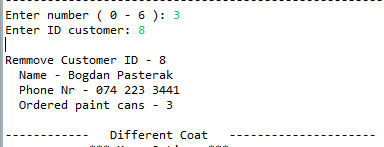 Enter number ( 0 - 6 ): 3
Enter ID customer: 8
Remmove Customer ID - 8
Name - Bogdan Pasterak
Phone Nr - 074 223 3441
Ordered paint cans - 3
------------   Different Coat   ---------------------